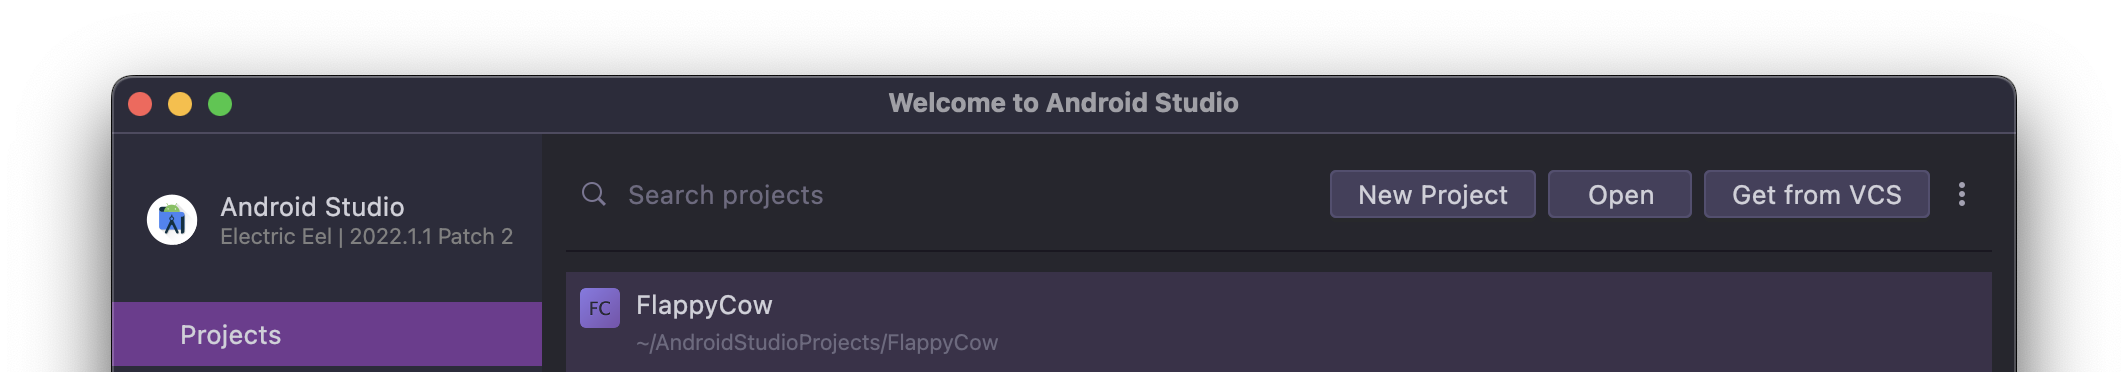 Welcome to Android Studio
Android Studio
Electric Eel | 2022.1.1 Patch 2
Projects
Search projects
New Project
Open
Get from VCS
FC
FlappyCow
~/AndroidStudioProjects/FlappyCow